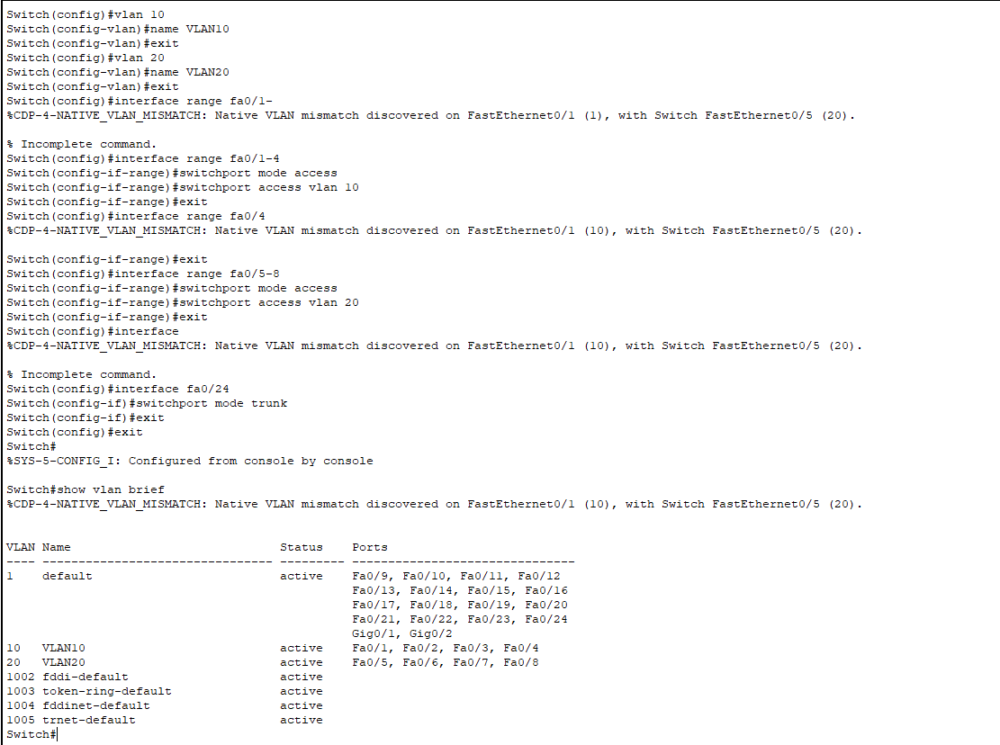 Switch(config)#vlan 10
Switch(config-vlan)#name VLAN10
Switch(config-vlan)#exit
Switch(config)#vlan 20
Switch(config-vlan)#name VLAN20
Switch(config-vlan)#exit
Switch(config)#interface range fa0/1-
%CDP-4-NATIVE_VLAN_MISMATCH: Native VLAN mismatch discovered on FastEthernet0/1 (1), with Switch FastEthernet0/5 (20).
% Incomplete command.
Switch(config)#interface range fa0/1-4
Switch(config-if-range)#switchport mode access
Switch(config-if-range)#switchport access vlan 10
Switch(config-if-range)#exit
Switch(config)#interface range fa0/4
%CDP-4-NATIVE_VLAN_MISMATCH: Native VLAN mismatch discovered on FastEthernet0/1 (10), with Switch FastEthernet0/5 (20).
Switch(config-if-range)#exit
Switch(config)#interface range fa0/5-8
Switch(config-if-range)#switchport mode access
Switch(config-if-range)#switchport access vlan 20
Switch(config-if-range)#exit
Switch(config)#interface
%CDP-4-NATIVE_VLAN_MISMATCH: Native VLAN mismatch discovered on FastEthernet0/1 (10), with Switch FastEthernet0/5 (20).
% Incomplete command.
Switch(config)#interface fa0/24
Switch(config-if)#switchport mode trunk
Switch(config-if)#exit
Switch(config)#exit
Switch#
%SYS-5-CONFIG_I: Configured from console by console
Switch#show vlan brief
%CDP-4-NATIVE_VLAN_MISMATCH: Native VLAN mismatch discovered on FastEthernet0/1 (10), with Switch FastEthernet0/5 (20).
VLAN Name                             Status    Ports
---- -------------------------------- --------- -------------------------------
1    default                          active    Fa0/9, Fa0/10, Fa0/11, Fa0/12
                                                Fa0/13, Fa0/14, Fa0/15, Fa0/16
                                                Fa0/17, Fa0/18, Fa0/19, Fa0/20
                                                Fa0/21, Fa0/22, Fa0/23, Fa0/24
                                                Gig0/1, Gig0/2
10   VLAN10                           active    Fa0/1, Fa0/2, Fa0/3, Fa0/4
20   VLAN20                           active    Fa0/5, Fa0/6, Fa0/7, Fa0/8
1002 fddi-default                     active
1003 token-ring-default               active
1004 fddinet-default                  active
1005 trnet-default                    active
Switch#